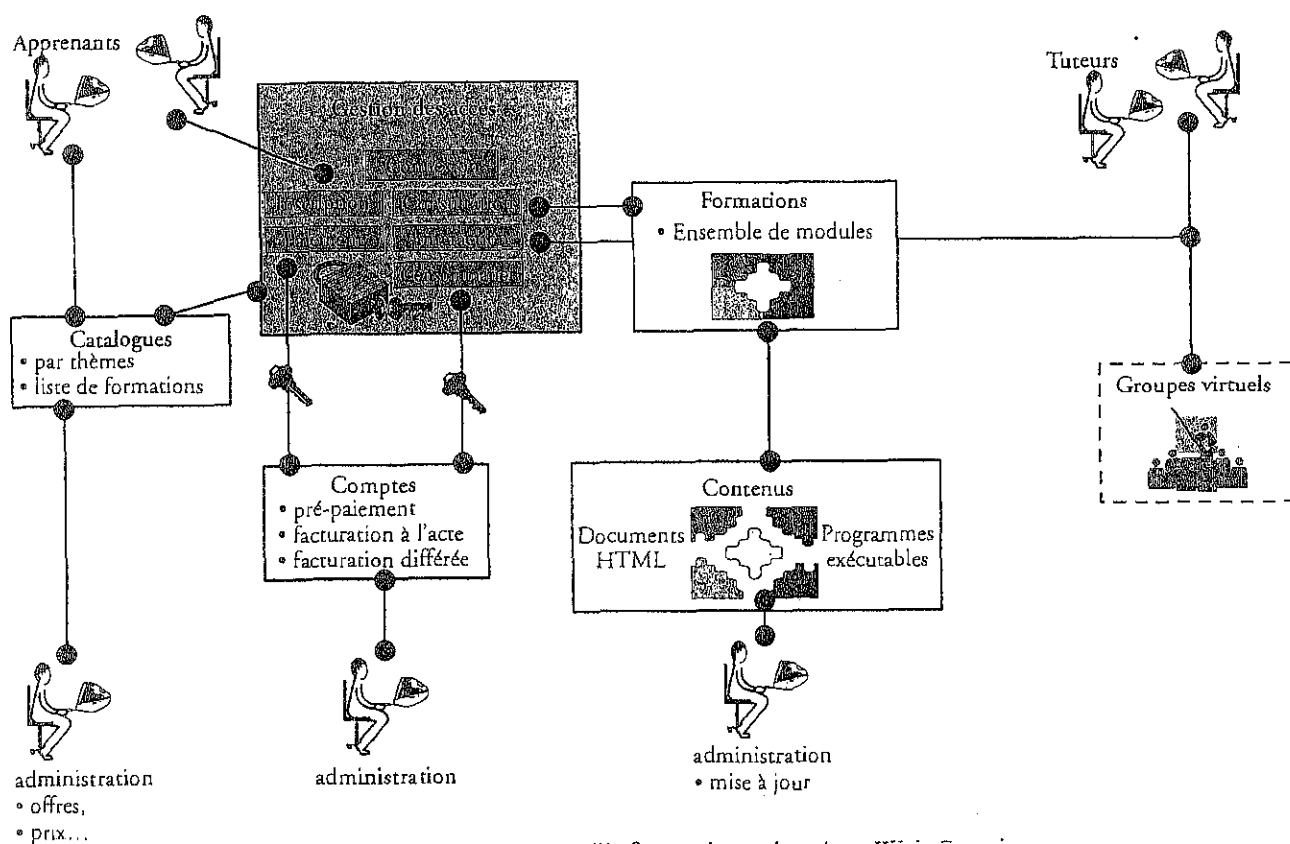 Apprenants
Tuteurs
Gestion des accès
Formations
• Ensemble de modules
Catalogues
• par thèmes
• liste de formations
Groupes virtuels
Comptes
• pré-paiement
• facturation à l'acte
• facturation différée
Contenus
Documents
HTML
Programmes
exécutables
administration
• offres,
• prix...
administration
administration
• mise à jour